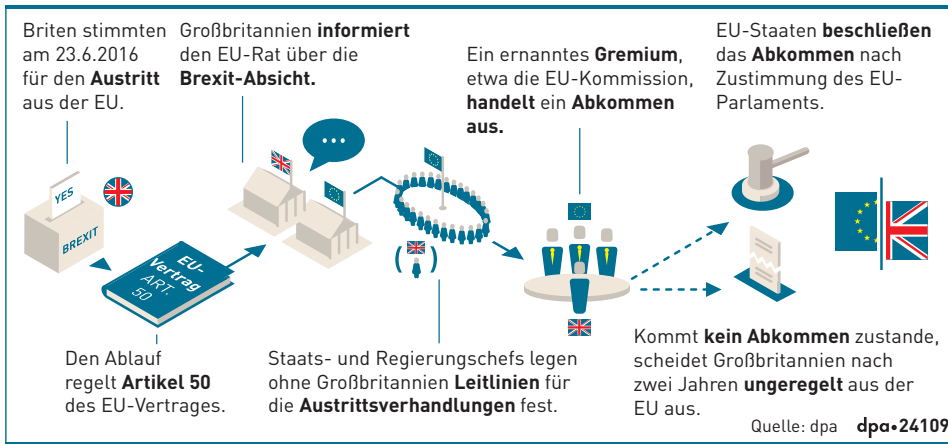 Briten stimmten
am 23.6.2016
für den Austritt
aus der EU.
Großbritannien informiert
den EU-Rat über die
Brexit-Absicht.
Ein ernanntes Gremium,
etwa die EU-Kommission,
handelt ein Abkommen
aus.
EU-Staaten beschließen
das Abkommen nach
Zustimmung des EU-
Parlaments.
YES
BREXIT
EU-
Vertrag
ART.
50
Den Ablauf
regelt Artikel 50
des EU-Vertrages.
Staats- und Regierungschefs legen
ohne Großbritannien Leitlinien für
die Austrittsverhandlungen fest.
Kommt kein Abkommen zustande,
scheidet Großbritannien nach
zwei Jahren ungeregelt aus der
EU aus.
Quelle: dpa dpa•24109